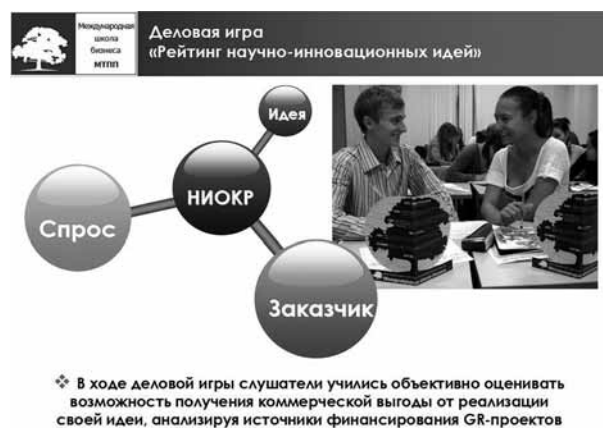 Международная
школа
бизнеса
МТПП
Деловая игра
«Рейтинг научно-инновационных идей»
Идея
НИОКР
Спрос
Заказчик
❖ В ходе деловой игры слушатели учились объективно оценивать
возможность получения коммерческой выгоды от реализации
своей идеи, анализируя источники финансирования GR-проектов